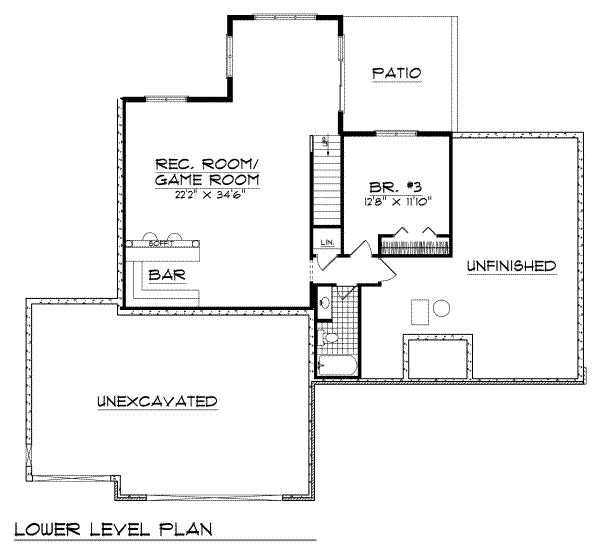 PATIO
UP
REC. ROOM/
GAME ROOM
22'2" X 34'6"
BR. #3
12'8" X 11'10"
LIN.
SOFFIT
BAR
UNFINISHED
UNEXCAVATED
LOWER LEVEL PLAN